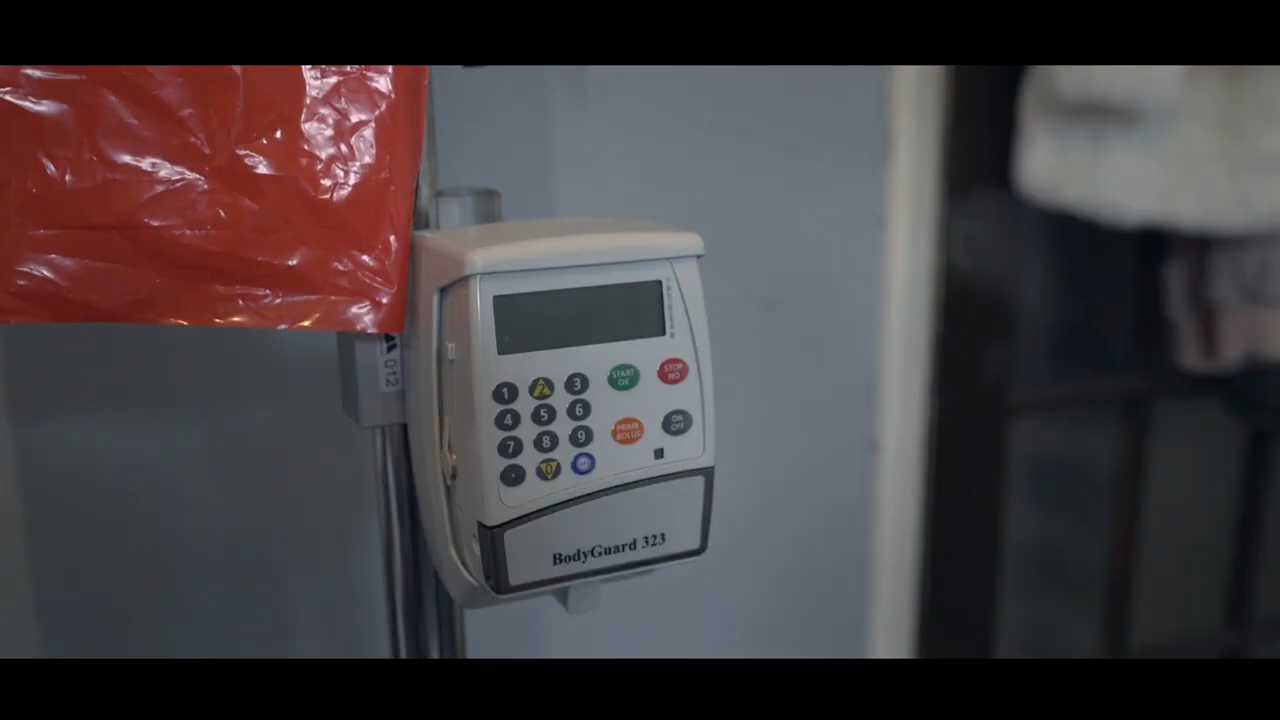 012
1 2 3
START
OK
STOP
NO
4 5 6
7 8 9
PRIME
BOLUS
ON
OFF
. 0
BodyGuard 323